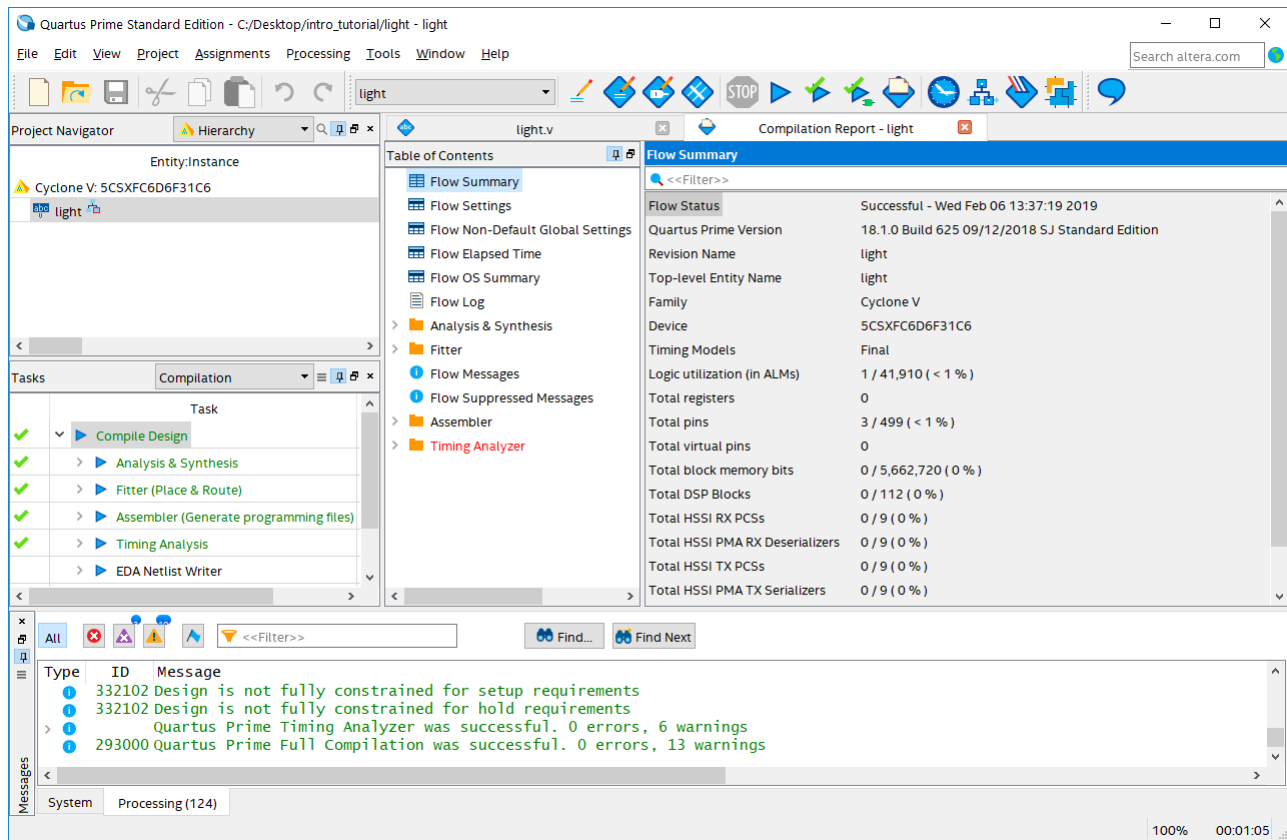 Quartus Prime Standard Edition - C:/Desktop/intro_tutorial/light - light
File Edit View Project Assignments Processing Tools Window Help
Search altera.com
light
STOP
Project Navigator
Hierarchy
Entity:Instance
Cyclone V: 5CSXFC6D6F31C6
abc light
Tasks
Compilation
Task
Compile Design
Analysis & Synthesis
Fitter (Place & Route)
Assembler (Generate programming files)
Timing Analysis
EDA Netlist Writer
abc light.v
Compilation Report - light
Table of Contents
Flow Summary
Flow Settings
Flow Non-Default Global Settings
Flow Elapsed Time
Flow OS Summary
Flow Log
Analysis & Synthesis
Fitter
Flow Messages
Flow Suppressed Messages
Assembler
Timing Analyzer
Flow Summary
<<Filter>>
Flow Status Successful - Wed Feb 06 13:37:19 2019
Quartus Prime Version 18.1.0 Build 625 09/12/2018 SJ Standard Edition
Revision Name light
Top-level Entity Name light
Family Cyclone V
Device 5CSXFC6D6F31C6
Timing Models Final
Logic utilization (in ALMs) 1 / 41,910 ( < 1 % )
Total registers 0
Total pins 3 / 499 ( < 1 % )
Total virtual pins 0
Total block memory bits 0 / 5,662,720 ( 0 % )
Total DSP Blocks 0 / 112 ( 0 % )
Total HSSI RX PCSs 0 / 9 ( 0 % )
Total HSSI PMA RX Deserializers 0 / 9 ( 0 % )
Total HSSI TX PCSs 0 / 9 ( 0 % )
Total HSSI PMA TX Serializers 0 / 9 ( 0 % )
All
<<Filter>>
Find...
Find Next
Type ID Message
332102 Design is not fully constrained for setup requirements
332102 Design is not fully constrained for hold requirements
Quartus Prime Timing Analyzer was successful. 0 errors, 6 warnings
293000 Quartus Prime Full Compilation was successful. 0 errors, 13 warnings
Messages
System
Processing (124)
100% 00:01:05